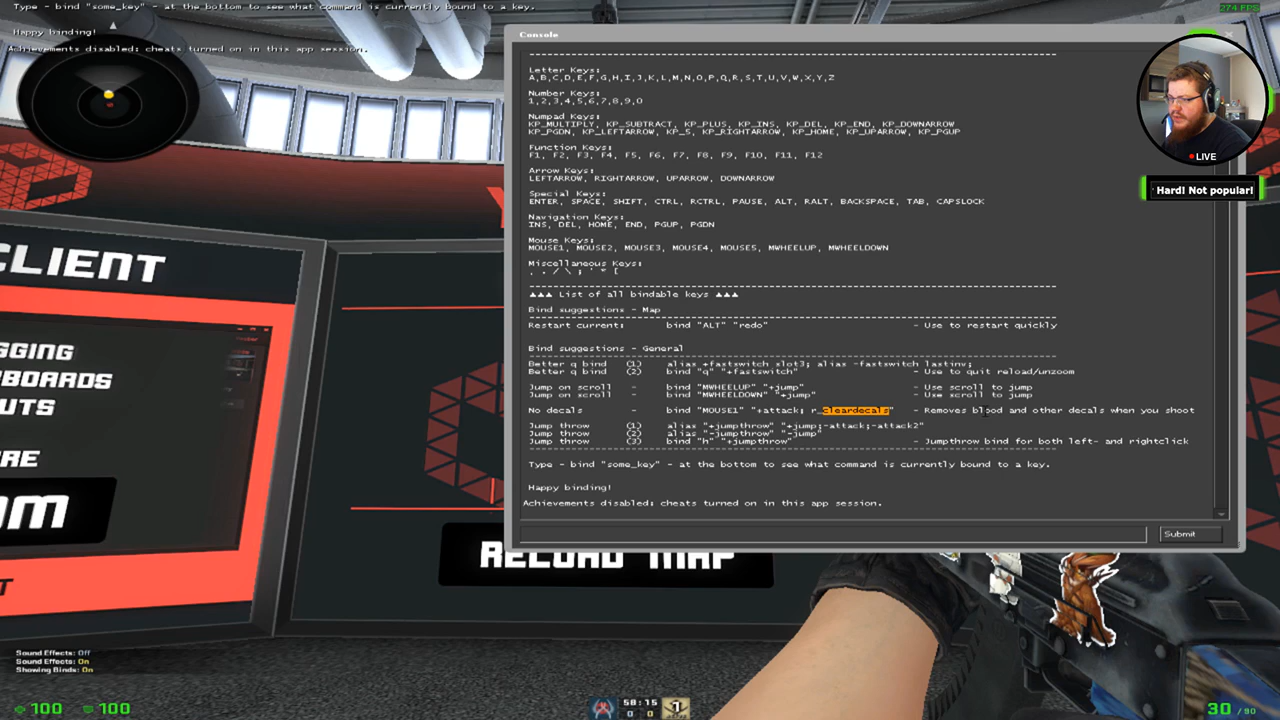 Type - bind "some_key" - at the bottom to see what command is currently bound to a key.
Happy binding!
Achievements disabled: cheats turned on in this app session.
274 FPS
Console
Letter Keys:
A,B,C,D,E,F,G,H,I,J,K,L,M,N,O,P,Q,R,S,T,U,V,W,X,Y,Z
Number Keys:
1,2,3,4,5,6,7,8,9,0
Numpad Keys:
KP_MULTIPLY, KP_SUBTRACT, KP_PLUS, KP_INS, KP_DEL, KP_END, KP_DOWNARROW
KP_PGDN, KP_LEFTARROW, KP_5, KP_RIGHTARROW, KP_HOME, KP_UPARROW, KP_PGUP
Function Keys:
F1, F2, F3, F4, F5, F6, F7, F8, F9, F10, F11, F12
Arrow Keys:
LEFTARROW, RIGHTARROW, UPARROW, DOWNARROW
Special Keys:
ENTER, SPACE, SHIFT, CTRL, RCTRL, PAUSE, ALT, RALT, BACKSPACE, TAB, CAPSLOCK
Navigation Keys:
INS, DEL, HOME, END, PGUP, PGDN
Mouse Keys:
MOUSE1, MOUSE2, MOUSE3, MOUSE4, MOUSE5, MWHEELUP, MWHEELDOWN
Miscellaneous Keys:
▲▲▲ List of all bindable keys ▲▲▲
Bind suggestions - Map
Restart current: bind "ALT" "redo" - Use to restart quickly
Bind suggestions - General
Better q bind (1) alias +fastswitch slot3; alias -fastswitch lastinv;
Better q bind (2) bind "q" "+fastswitch" - Use to quit reload/unzoom
Jump on scroll - bind "MWHEELUP" "+jump" - Use scroll to jump
Jump on scroll - bind "MWHEELDOWN" "+jump" - Use scroll to jump
No decals - bind "MOUSE1" "+attack; r_cleardecals" - Removes blood and other decals when you shoot
Jump throw (1) alias "+jumpthrow" "+jump;-attack;-attack2"
Jump throw (2) alias "-jumpthrow" "-jump"
Jump throw (3) bind "h" "+jumpthrow" - Jumpthrow bind for both left- and rightclick
Type - bind "some_key" - at the bottom to see what command is currently bound to a key.
Happy binding!
Achievements disabled: cheats turned on in this app session.
Submit
LIVE
Hard! Not popular!
CLIENT
RELOAD MAP
Sound Effects: Off
Sound Effects: On
Showing Binds: On
100
100
58:15
0 0
1
30 / 90